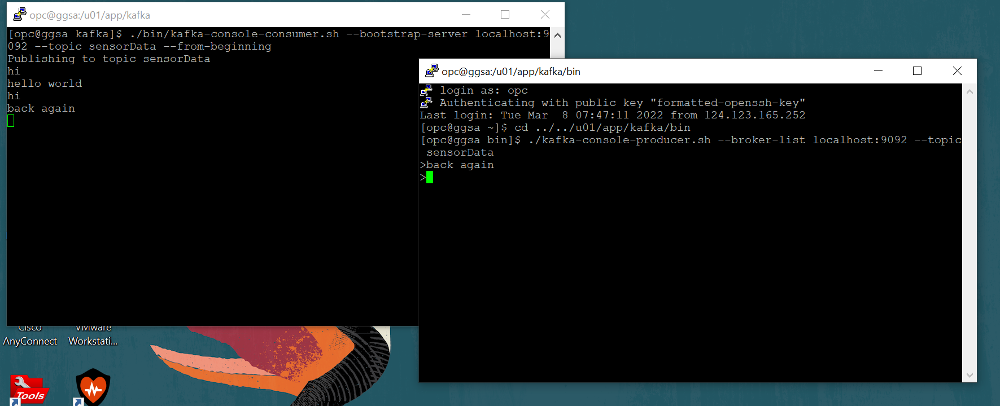 opc@ggsa:/u01/app/kafka
[opc@ggsa kafka]$ ./bin/kafka-console-consumer.sh --bootstrap-server localhost:9
092 --topic sensorData --from-beginning
Publishing to topic sensorData
hi
hello world
hi
back again
opc@ggsa:/u01/app/kafka/bin
login as: opc
Authenticating with public key "formatted-openssh-key"
Last login: Tue Mar  8 07:47:11 2022 from 124.123.165.252
[opc@ggsa ~]$ cd ../../u01/app/kafka/bin
[opc@ggsa bin]$ ./kafka-console-producer.sh --broker-list localhost:9092 --topic
 sensorData
>back again
>
Cisco
AnyConnect
VMware
Workstati...
Tools